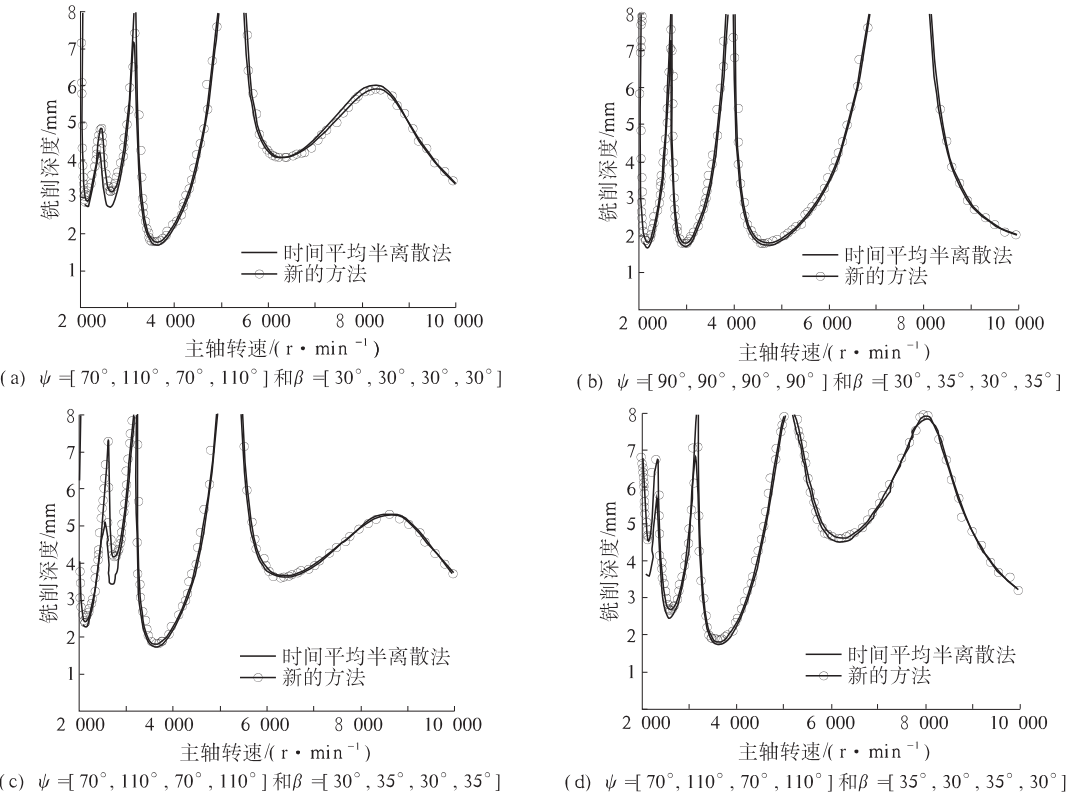 8
7
6
5
4
3
2
1
铣削深度/mm
时间平均半离散法
新的方法
2 000 4 000 6 000 8 000 10 000
主轴转速/(r·min⁻¹)
(a) ψ=[70°,110°,70°,110°]和β=[30°,30°,30°,30°]
8
7
6
5
4
3
2
1
铣削深度/mm
时间平均半离散法
新的方法
2 000 4 000 6 000 8 000 10 000
主轴转速/(r·min⁻¹)
(b) ψ=[90°,90°,90°,90°]和β=[30°,35°,30°,35°]
8
7
6
5
4
3
2
1
铣削深度/mm
时间平均半离散法
新的方法
2 000 4 000 6 000 8 000 10 000
主轴转速/(r·min⁻¹)
(c) ψ=[70°,110°,70°,110°]和β=[30°,35°,30°,35°]
8
7
6
5
4
3
2
1
铣削深度/mm
时间平均半离散法
新的方法
2 000 4 000 6 000 8 000 10 000
主轴转速/(r·min⁻¹)
(d) ψ=[70°,110°,70°,110°]和β=[35°,30°,35°,30°]